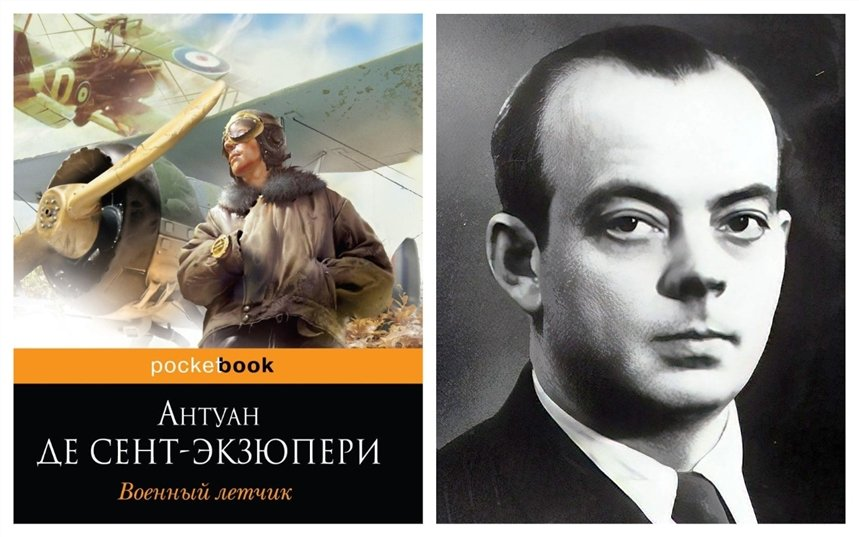 pocketbook
Антуан
де Сент-Экзюпери
Военный летчик